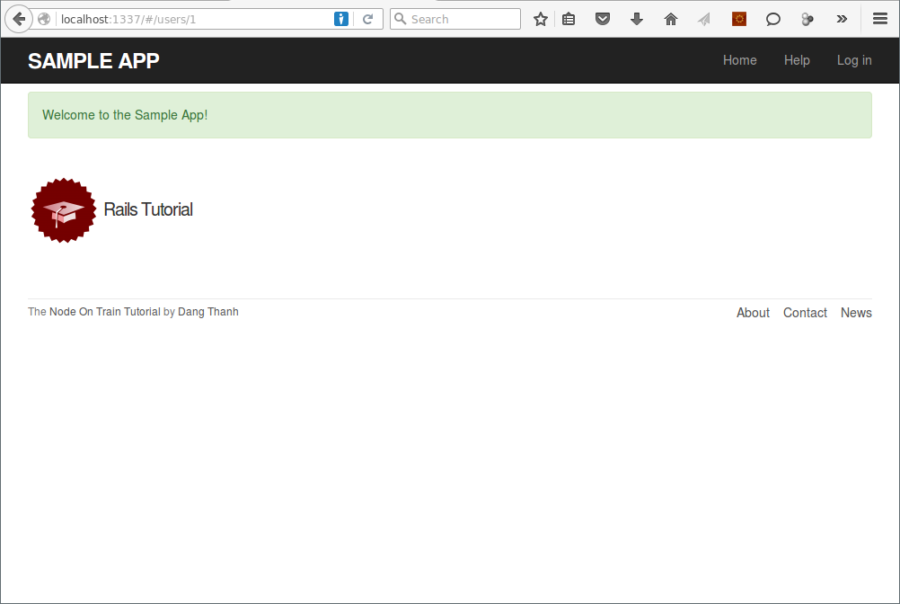 localhost:1337/#/users/1
Search
SAMPLE APP
Home Help Log in
Welcome to the Sample App!
Rails Tutorial
The Node On Train Tutorial by Dang Thanh
About Contact News